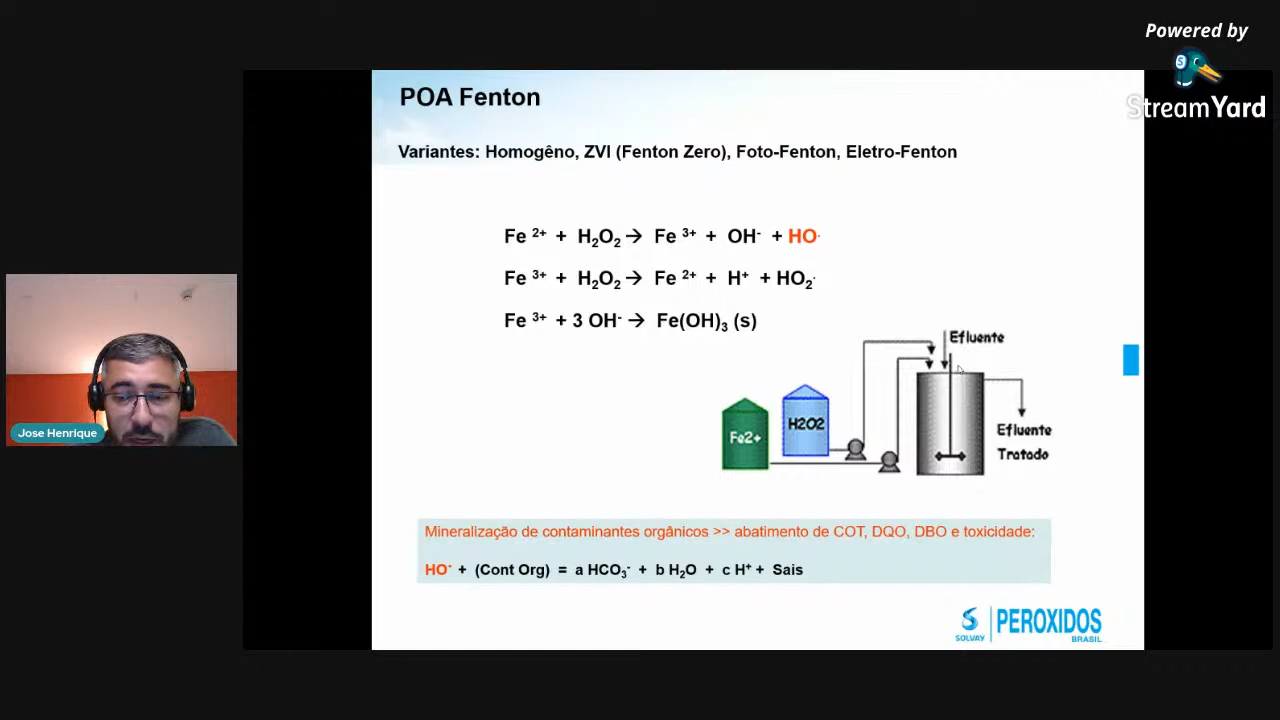 Powered by
StreamYard
POA Fenton
Variantes: Homogêno, ZVI (Fenton Zero), Foto-Fenton, Eletro-Fenton
Fe ²⁺ + H₂O₂ → Fe ³⁺ + OH⁻ + HO·
Fe ³⁺ + H₂O₂ → Fe ²⁺ + H⁺ + HO₂·
Fe ³⁺ + 3 OH⁻ → Fe(OH)₃ (s)
Efluente
Fe2+
H2O2
Efluente
Tratado
Jose Henrique
Mineralização de contaminantes orgânicos >> abatimento de COT, DQO, DBO e toxicidade:
HO· + (Cont Org) = a HCO₃⁻ + b H₂O + c H⁺ + Sais
S
SOLVAY
PEROXIDOS
BRASIL